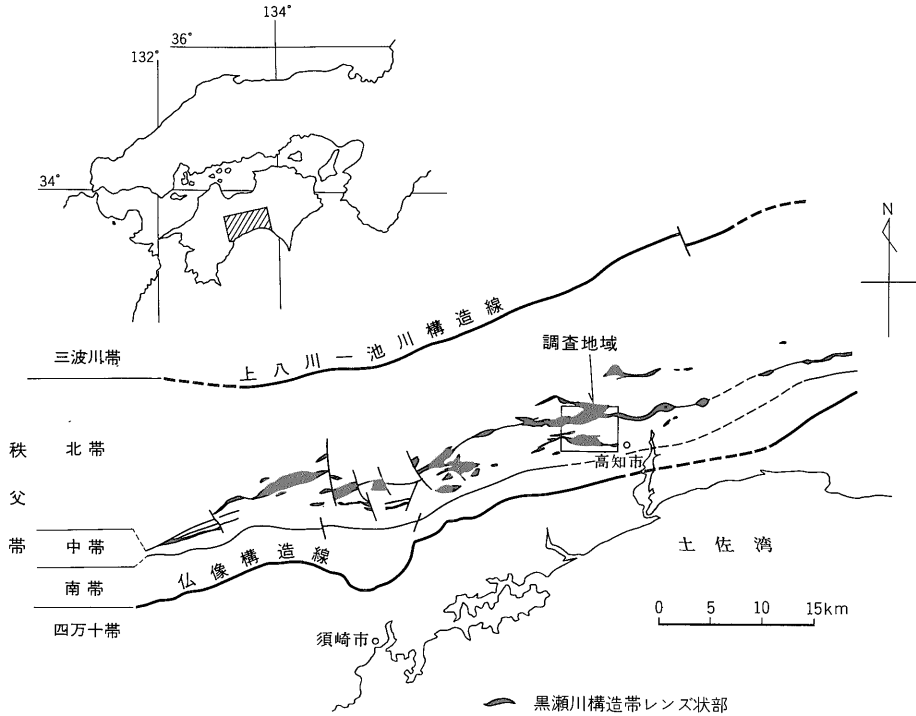 134°
36°
132°
34°
N
上八川－池川構造線
三波川帯
調査地域
秩父帯
北帯
高知市
中帯
土佐湾
仏像構造線
南帯
0 5 10 15km
四万十帯
須崎市
黒瀬川構造帯レンズ状部